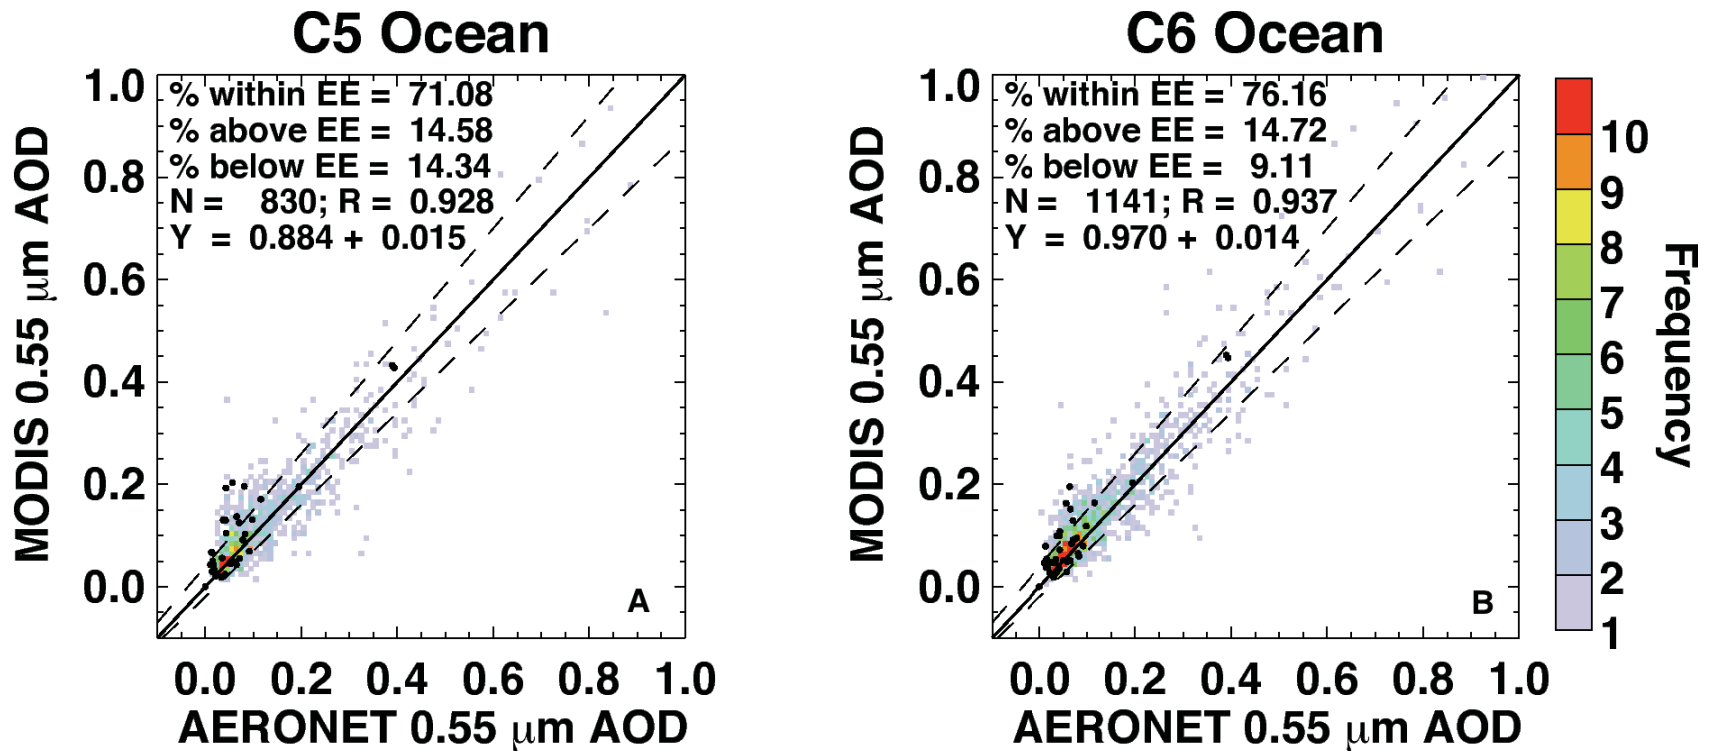 C5 Ocean
% within EE = 71.08
% above EE = 14.58
% below EE = 14.34
N = 830; R = 0.928
Y = 0.884 + 0.015
1.0
0.8
0.6
0.4
0.2
0.0
MODIS 0.55 μm AOD
A
0.0 0.2 0.4 0.6 0.8 1.0
AERONET 0.55 μm AOD
C6 Ocean
% within EE = 76.16
% above EE = 14.72
% below EE = 9.11
N = 1141; R = 0.937
Y = 0.970 + 0.014
1.0
0.8
0.6
0.4
0.2
0.0
MODIS 0.55 μm AOD
B
0.0 0.2 0.4 0.6 0.8 1.0
AERONET 0.55 μm AOD
10
9
8
7
6
5
4
3
2
1
Frequency